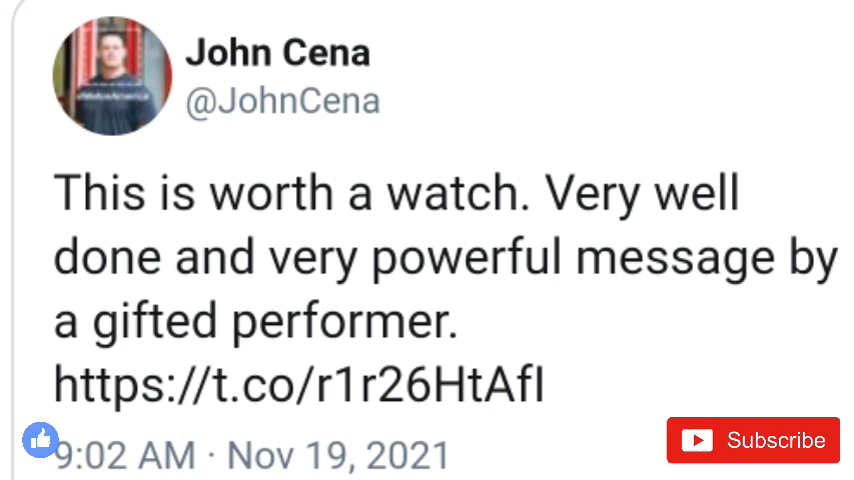 John Cena
@JohnCena
This is worth a watch. Very well
done and very powerful message by
a gifted performer.
https://t.co/r1r26HtAfI
9:02 AM · Nov 19, 2021
Subscribe